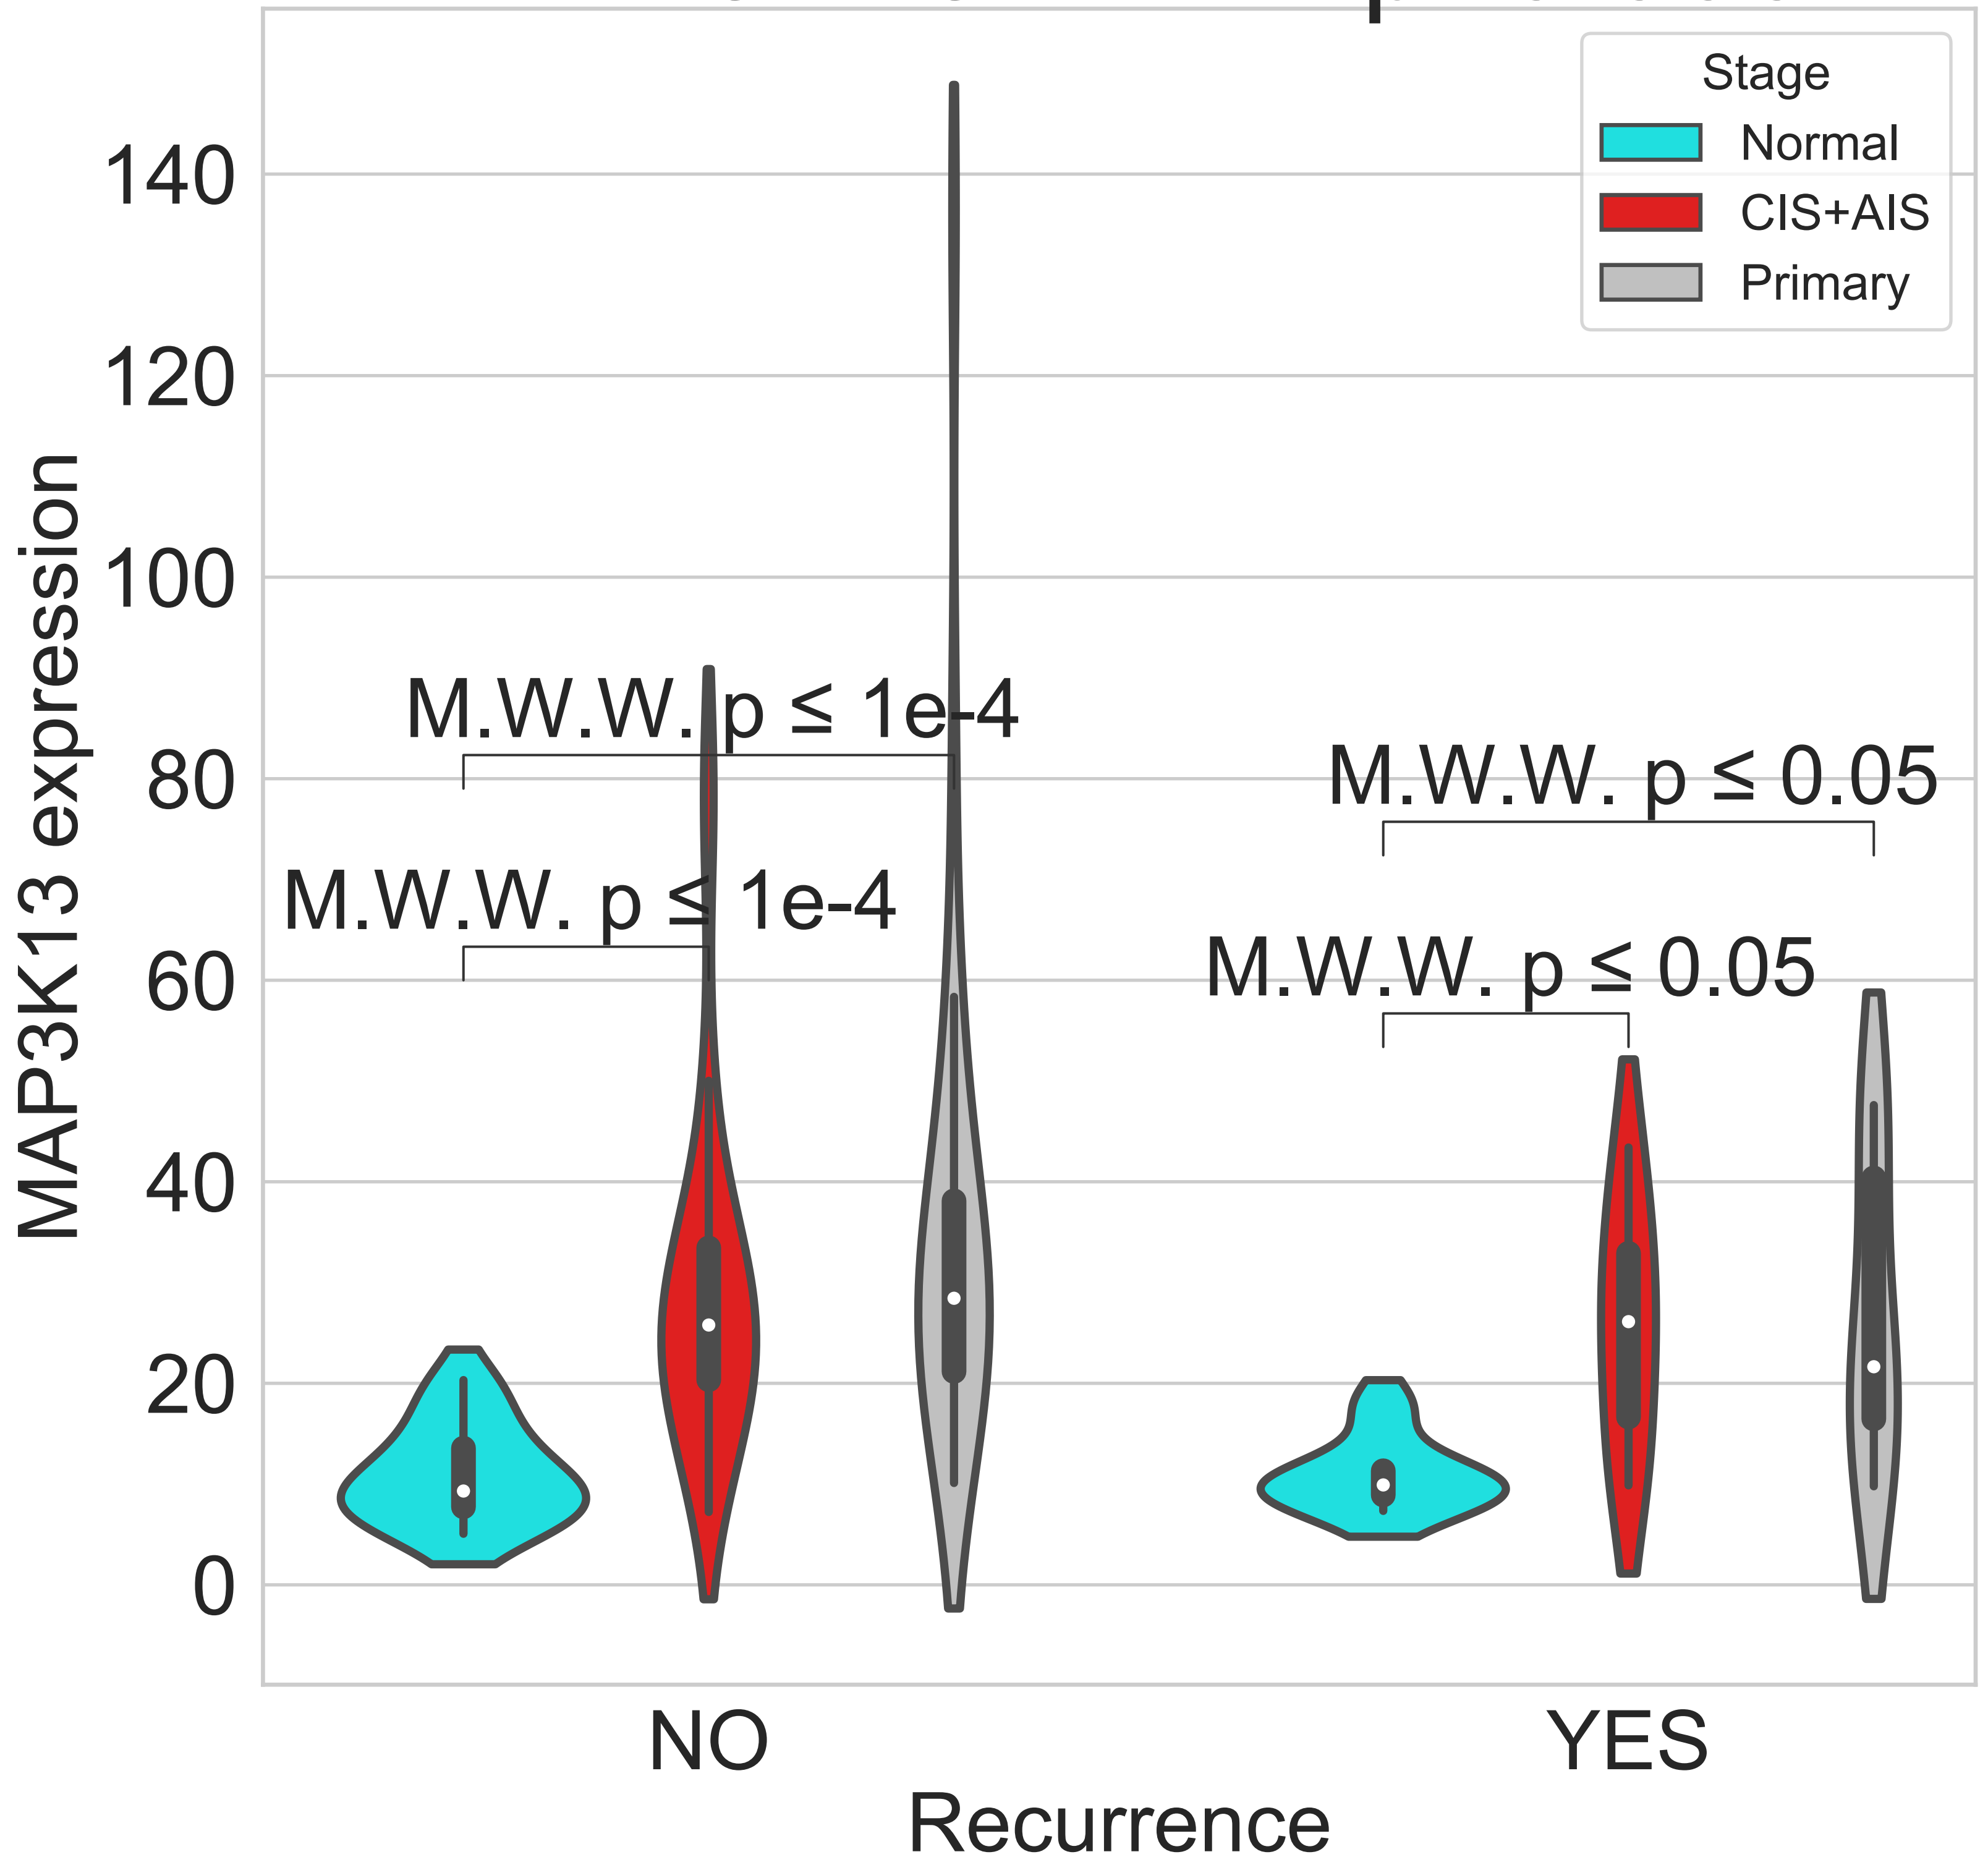 Stage
Normal
CIS+AIS
Primary
140
120
100
80
60
40
20
0
MAP3K13 expression
M.W.W. p ≤ 1e-4
M.W.W. p ≤ 0.05
M.W.W. p ≤ 1e-4
M.W.W. p ≤ 0.05
NO
YES
Recurrence